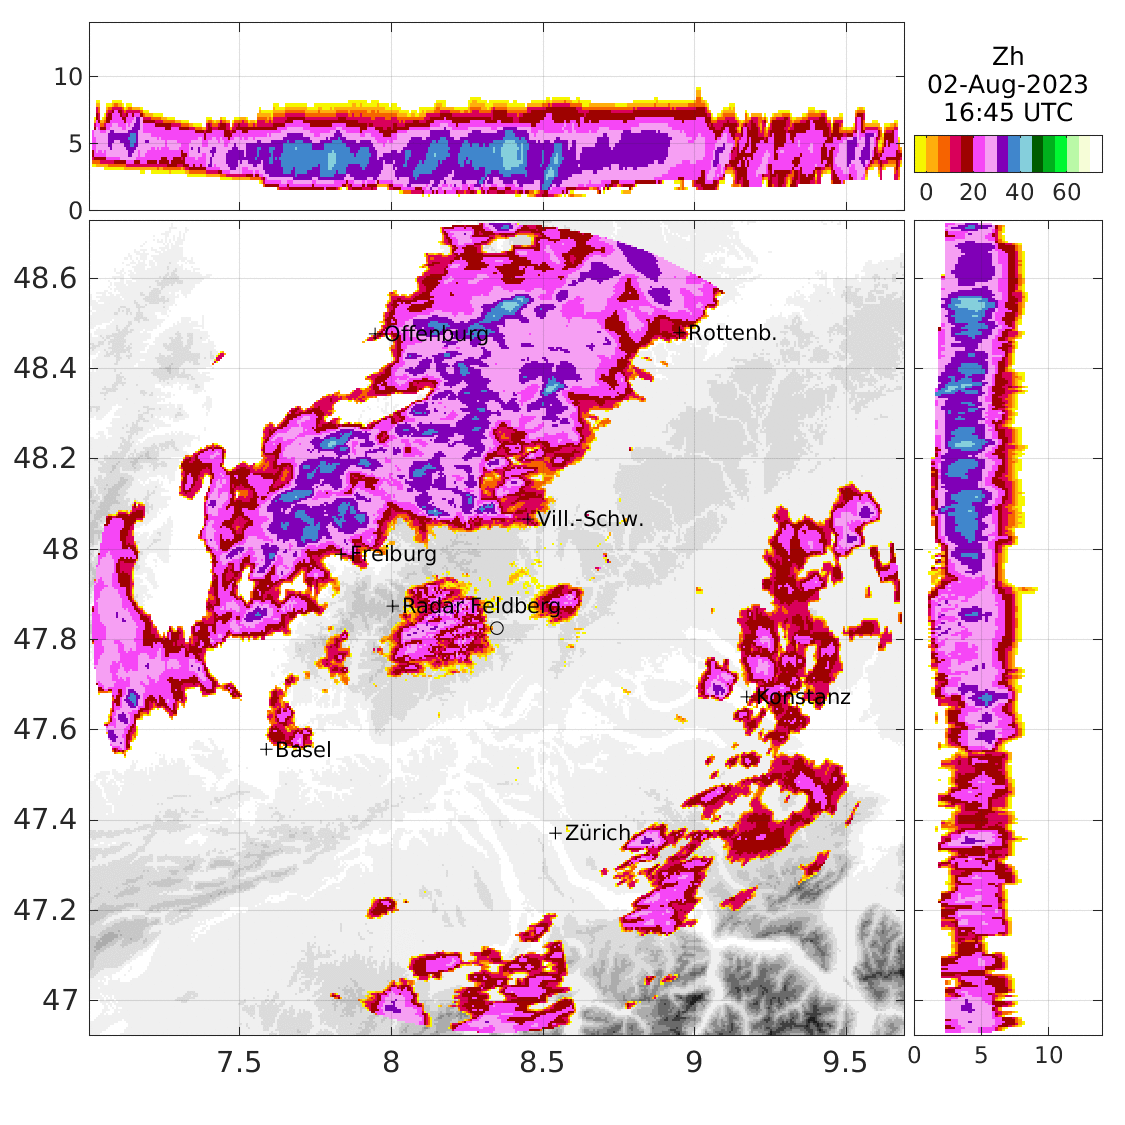 10
5
0
Zh
02-Aug-2023
16:45 UTC
0 20 40 60
48.6
48.4
48.2
48
47.8
47.6
47.4
47.2
47
+Offenburg
+Rottenb.
+Vill.-Schw.
+Freiburg
+Radar Feldberg
+Konstanz
+Basel
+Zürich
7.5 8 8.5 9 9.5
0 5 10